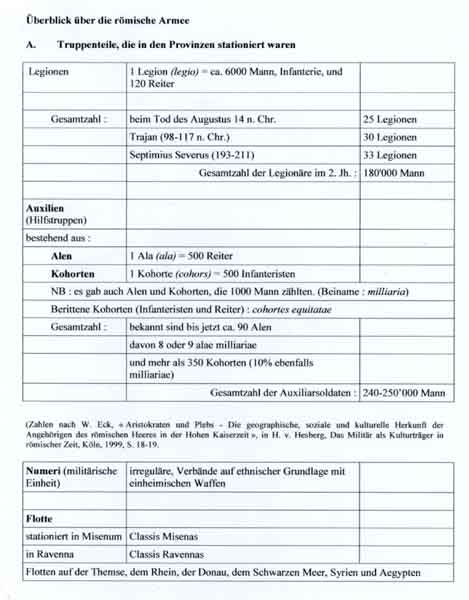 Überblick über die römische Armee
A. Truppenteile, die in den Provinzen stationiert waren
Legionen 1 Legion (legio) = ca. 6000 Mann, Infanterie, und
120 Reiter
Gesamtzahl : beim Tod des Augustus 14 n. Chr. 25 Legionen
Trajan (98-117 n. Chr.) 30 Legionen
Septimius Severus (193-211) 33 Legionen
Gesamtzahl der Legionäre im 2. Jh. : 180'000 Mann
Auxilien
(Hilfstruppen)
bestehend aus :
Alen 1 Ala (ala) = 500 Reiter
Kohorten 1 Kohorte (cohors) = 500 Infanteristen
NB : es gab auch Alen und Kohorten, die 1000 Mann zählten. (Beiname : milliaria)
Berittene Kohorten (Infanteristen und Reiter) : cohortes equitatae
Gesamtzahl : bekannt sind bis jetzt ca. 90 Alen
davon 8 oder 9 alae milliariae
und mehr als 350 Kohorten (10% ebenfalls
milliariae)
Gesamtzahl der Auxiliarsoldaten : 240-250'000 Mann
(Zahlen nach W. Eck, « Aristokraten und Plebs - Die geographische, soziale und kulturelle Herkunft der
Angehörigen des römischen Heeres in der Hohen Kaiserzeit », in H. v. Hesberg, Das Militär als Kulturträger in
römischer Zeit, Köln, 1999, S. 18-19.
Numeri (militärische irreguläre, Verbände auf ethnischer Grundlage mit
Einheit) einheimischen Waffen
Flotte
stationiert in Misenum Classis Misenas
in Ravenna Classis Ravennas
Flotten auf der Themse, dem Rhein, der Donau, dem Schwarzen Meer, Syrien und Aegypten